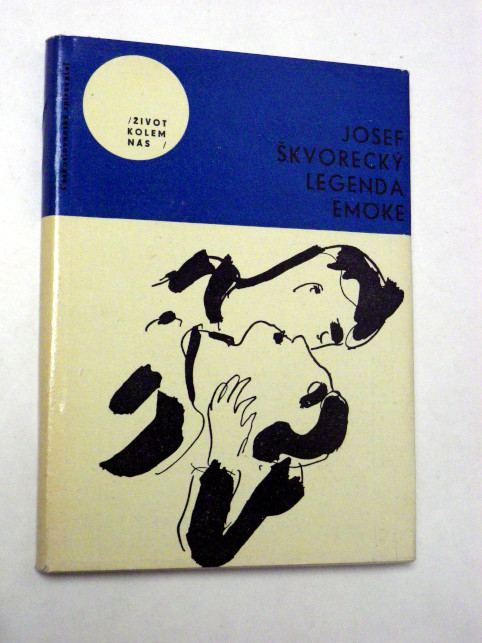 /ŽIVOT
KOLEM
NÁS /
JOSEF
ŠKVORECKÝ
LEGENDA
EMÖKE